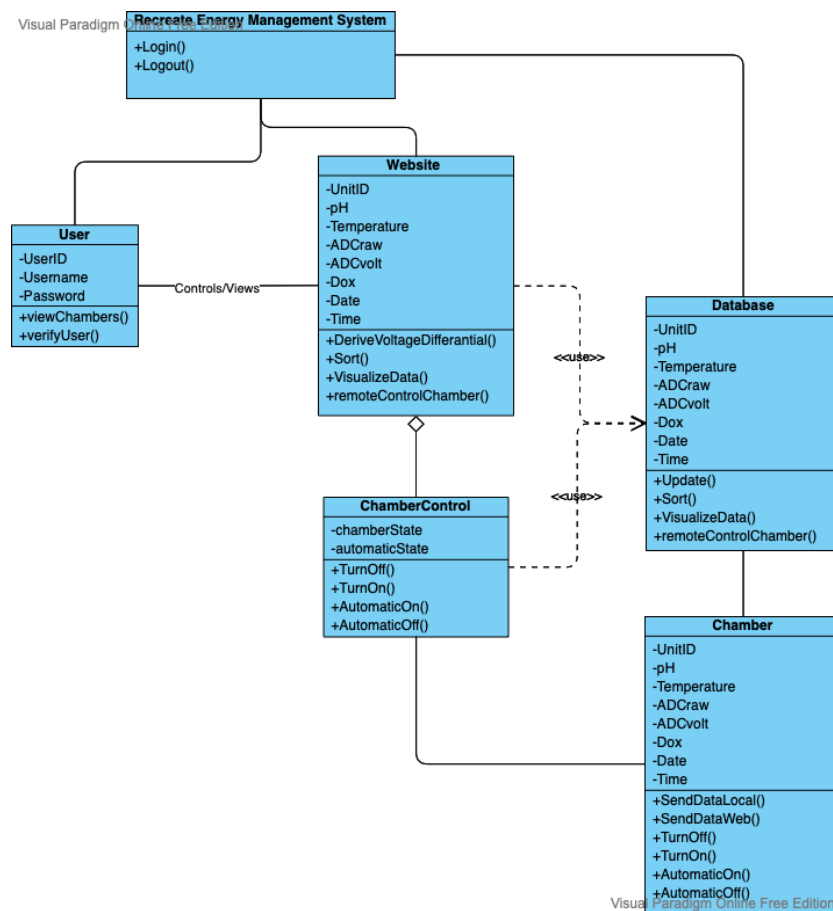 Visual Paradigm Online Free Edition
Recreate Energy Management System
+Login()
+Logout()
Website
-UnitID
-pH
-Temperature
-ADCraw
-ADCvolt
-Dox
-Date
-Time
+DeriveVoltageDifferantial()
+Sort()
+VisualizeData()
+remoteControlChamber()
User
-UserID
-Username
-Password
+viewChambers()
+verifyUser()
Controls/Views
<<use>>
<<use>>
Database
-UnitID
-pH
-Temperature
-ADCraw
-ADCvolt
-Dox
-Date
-Time
+Update()
+Sort()
+VisualizeData()
+remoteControlChamber()
ChamberControl
-chamberState
-automaticState
+TurnOff()
+TurnOn()
+AutomaticOn()
+AutomaticOff()
Chamber
-UnitID
-pH
-Temperature
-ADCraw
-ADCvolt
-Dox
-Date
-Time
+SendDataLocal()
+SendDataWeb()
+TurnOff()
+TurnOn()
+AutomaticOn()
+AutomaticOff()
Visual Paradigm Online Free Edition